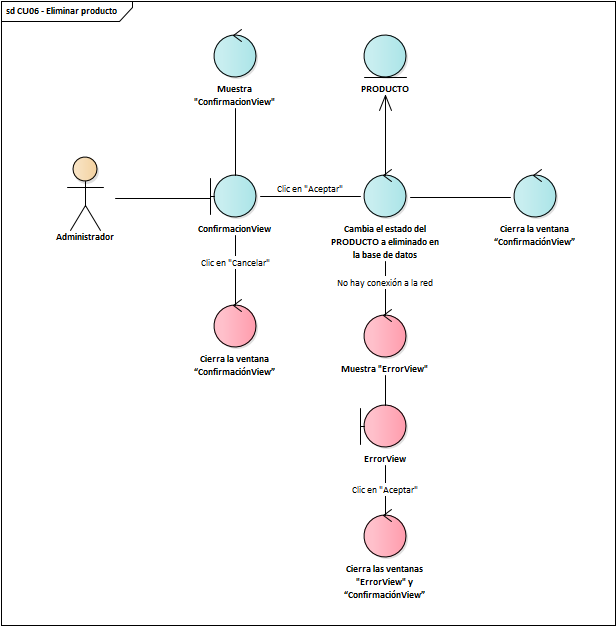 sd CU06 - Eliminar producto
Muestra
"ConfirmacionView"
PRODUCTO
Administrador
ConfirmacionView
Clic en "Aceptar"
Cambia el estado del
PRODUCTO a eliminado en
la base de datos
Cierra la ventana
“ConfirmaciónView”
Clic en "Cancelar"
No hay conexión a la red
Cierra la ventana
“ConfirmaciónView”
Muestra "ErrorView"
ErrorView
Clic en "Aceptar"
Cierra las ventanas
"ErrorView" y
“ConfirmaciónView”